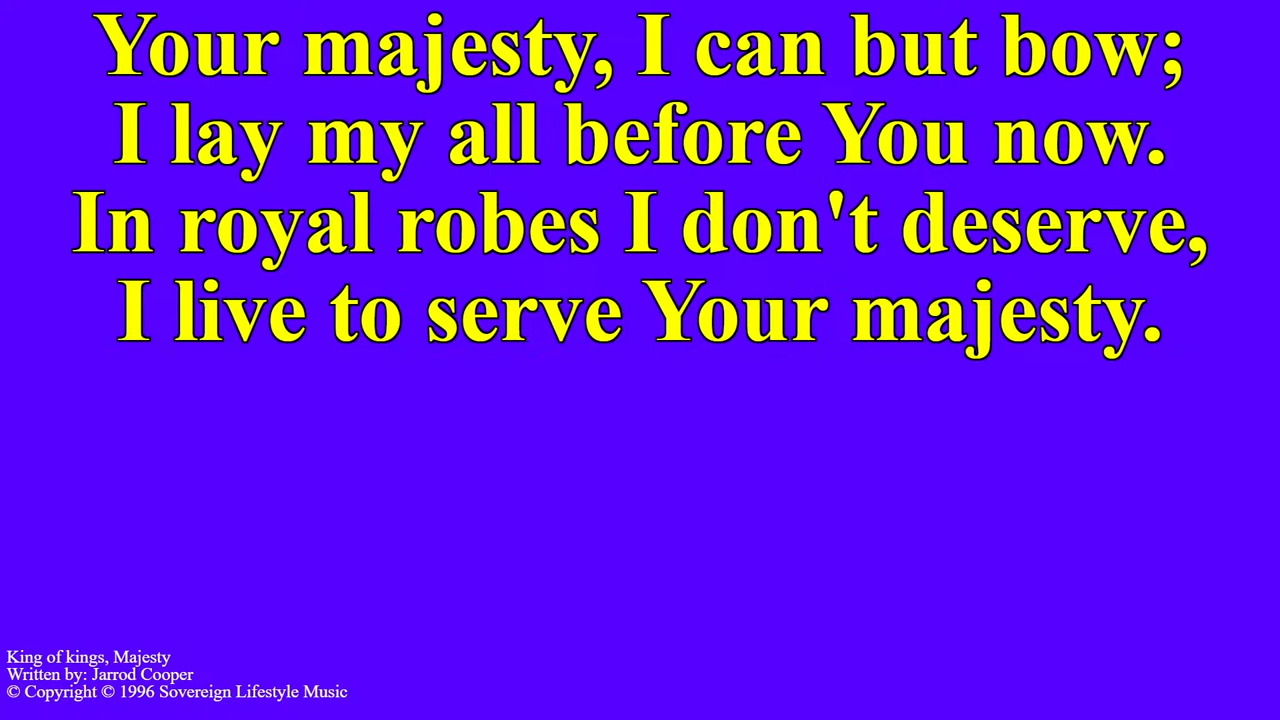 Your majesty, I can but bow;
I lay my all before You now.
In royal robes I don't deserve,
I live to serve Your majesty.
King of kings, Majesty
Written by: Jarrod Cooper
© Copyright © 1996 Sovereign Lifestyle Music